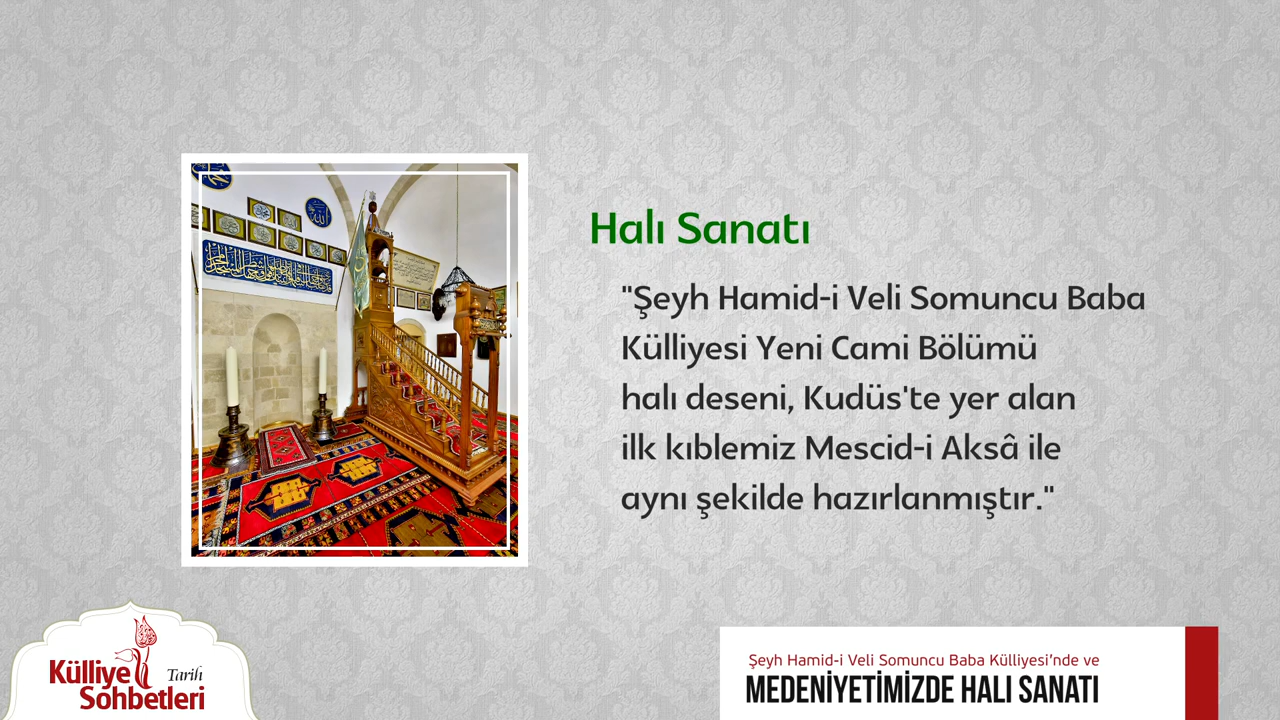 Halı Sanatı
"Şeyh Hamid-i Veli Somuncu Baba
Külliyesi Yeni Cami Bölümü
halı deseni, Kudüs'te yer alan
ilk kıblemiz Mescid-i Aksâ ile
aynı şekilde hazırlanmıştır."
Külliye Tarih
Sohbetleri
Şeyh Hamid-i Veli Somuncu Baba Külliyesi'nde ve
MEDENİYETİMİZDE HALI SANATI